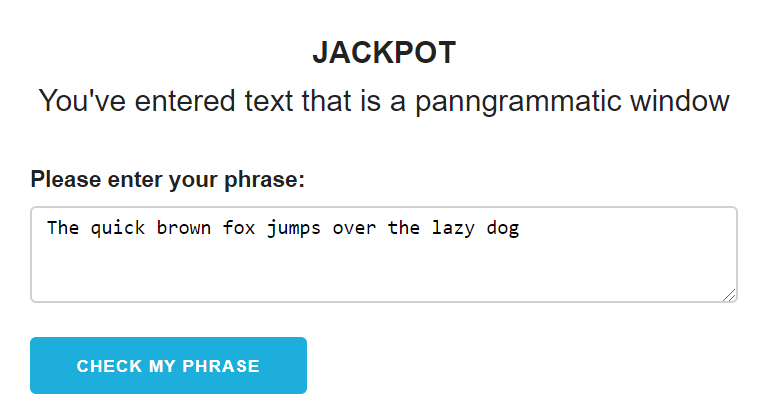 JACKPOT
You've entered text that is a panngrammatic window
Please enter your phrase:
The quick brown fox jumps over the lazy dog
CHECK MY PHRASE